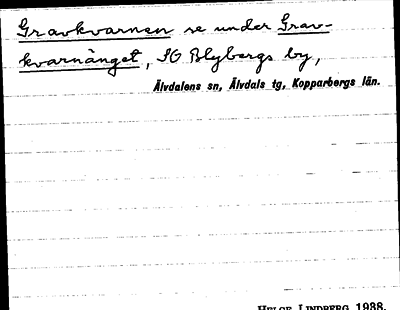 Gravkvarnen se under Grav-
kvarnänget, SO Blybergs by,
Älvdalens sn, Älvdals tg, Kopparbergs län.
HELGE LINDBERG 1938.